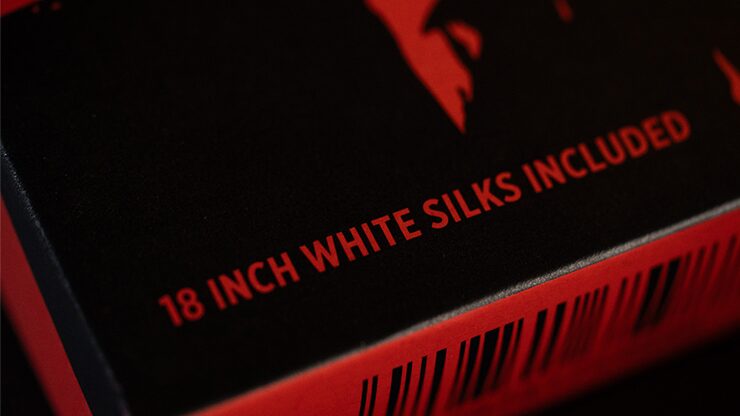 18 INCH WHITE SILKS INCLUDED